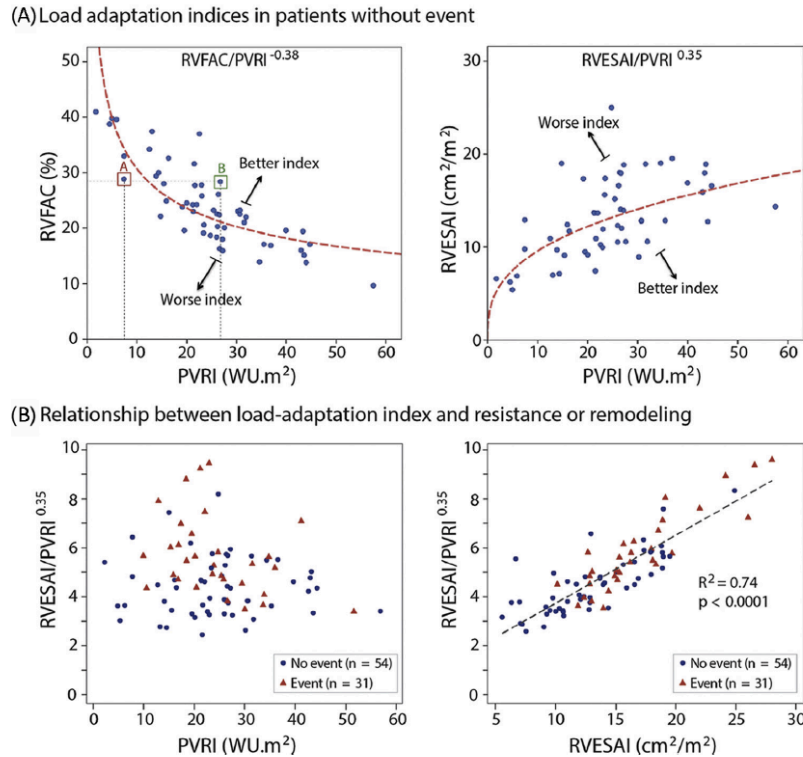 (A) Load adaptation indices in patients without event
RVFAC/PVRI^-0.38
50
40
30
20
10
0
RVFAC (%)
A
B
Better index
Worse index
0 10 20 30 40 50 60
PVRI (WU.m²)
RVESAI/PVRI^0.35
30
20
10
0
RVESAI (cm²/m²)
Worse index
Better index
0 10 20 30 40 50 60
PVRI (WU.m²)
(B) Relationship between load-adaptation index and resistance or remodeling
10
8
6
4
2
0
RVESAI/PVRI^0.35
No event (n = 54)
Event (n = 31)
0 10 20 30 40 50 60
PVRI (WU.m²)
10
8
6
4
2
0
RVESAI/PVRI^0.35
R² = 0.74
p < 0.0001
No event (n = 54)
Event (n = 31)
5 10 15 20 25 30
RVESAI (cm²/m²)